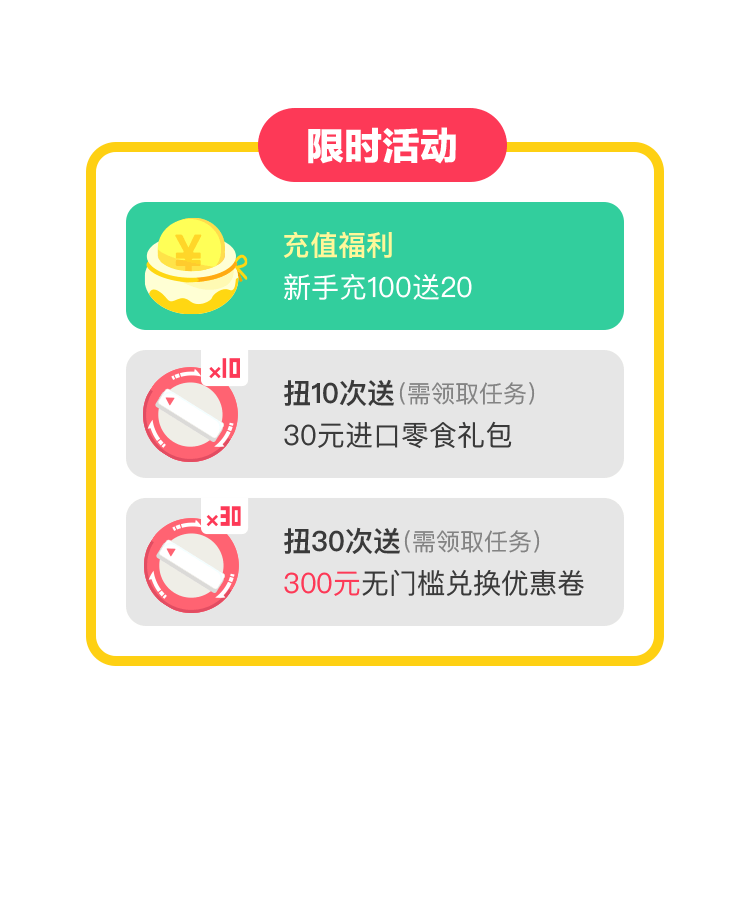 限时活动
¥
充值福利
新手充100送20
×10
扭10次送(需领取任务)
30元进口零食礼包
×30
扭30次送(需领取任务)
300元无门槛兑换优惠卷